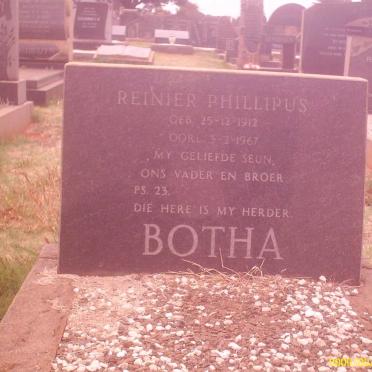 REINIER PHILLIPUS
GEB. 25-12-1912
OORL. 3-2-1967
MY GELIEFDE SEUN,
ONS VADER EN BROER
PS. 23.
DIE HERE IS MY HERDER.
BOTHA